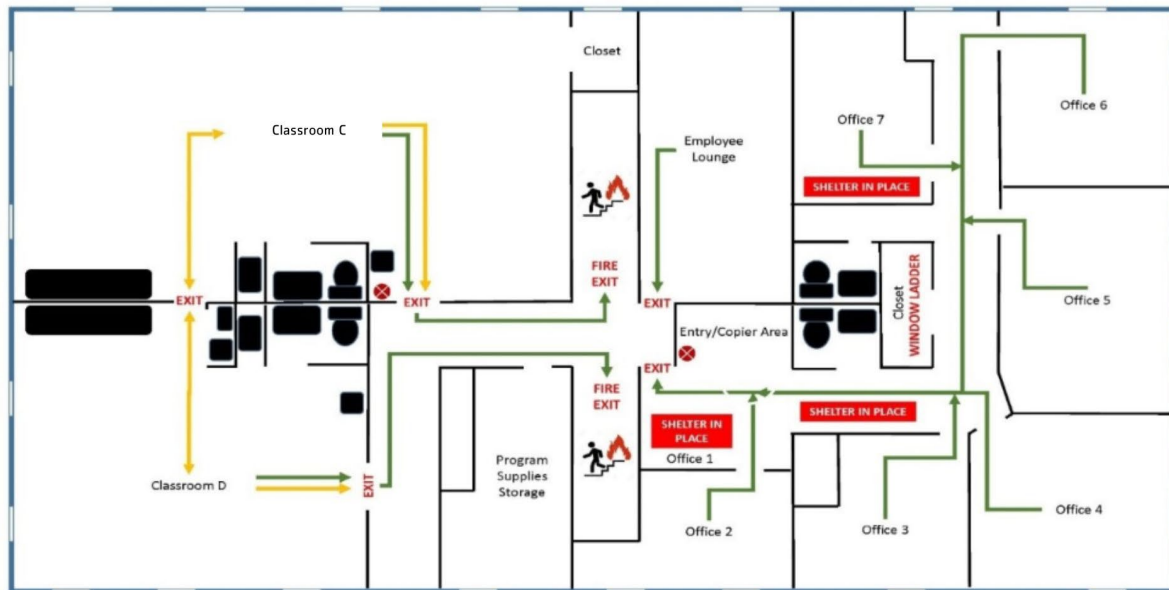 Closet
Classroom C
Employee
Lounge
Office 7
Office 6
SHELTER IN PLACE
FIRE
EXIT
EXIT
EXIT
EXIT
Entry/Copier Area
Closet
WINDOW LADDER
Office 5
EXIT
FIRE
EXIT
SHELTER IN
PLACE
Office 1
SHELTER IN PLACE
Program
Supplies
Storage
Classroom D
EXIT
Office 2
Office 3
Office 4